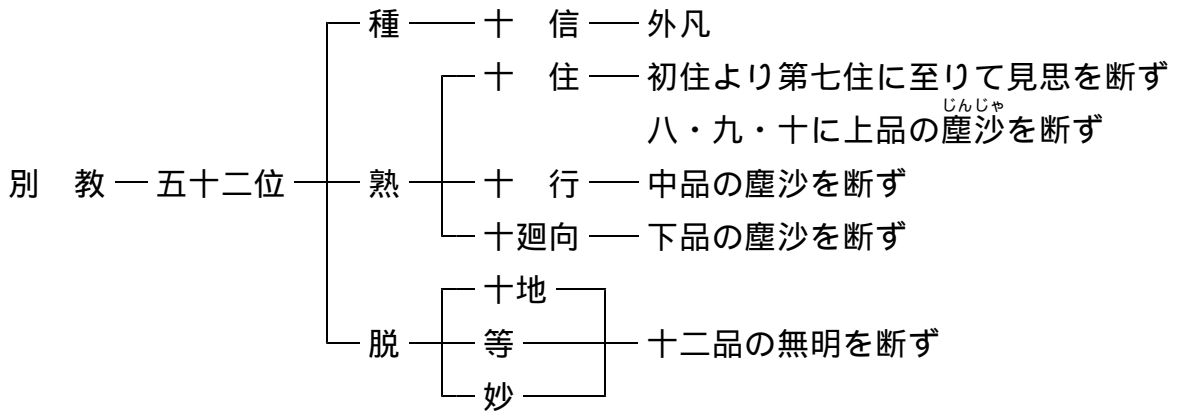 種 十 信 外凡
十 住 初住より第七住に至りて見思を断ず
じんじゃ
八・九・十に上品の塵沙を断ず
別 教 五十二位 熟 十 行 中品の塵沙を断ず
十廻向 下品の塵沙を断ず
十地
脱 等 十二品の無明を断ず
妙